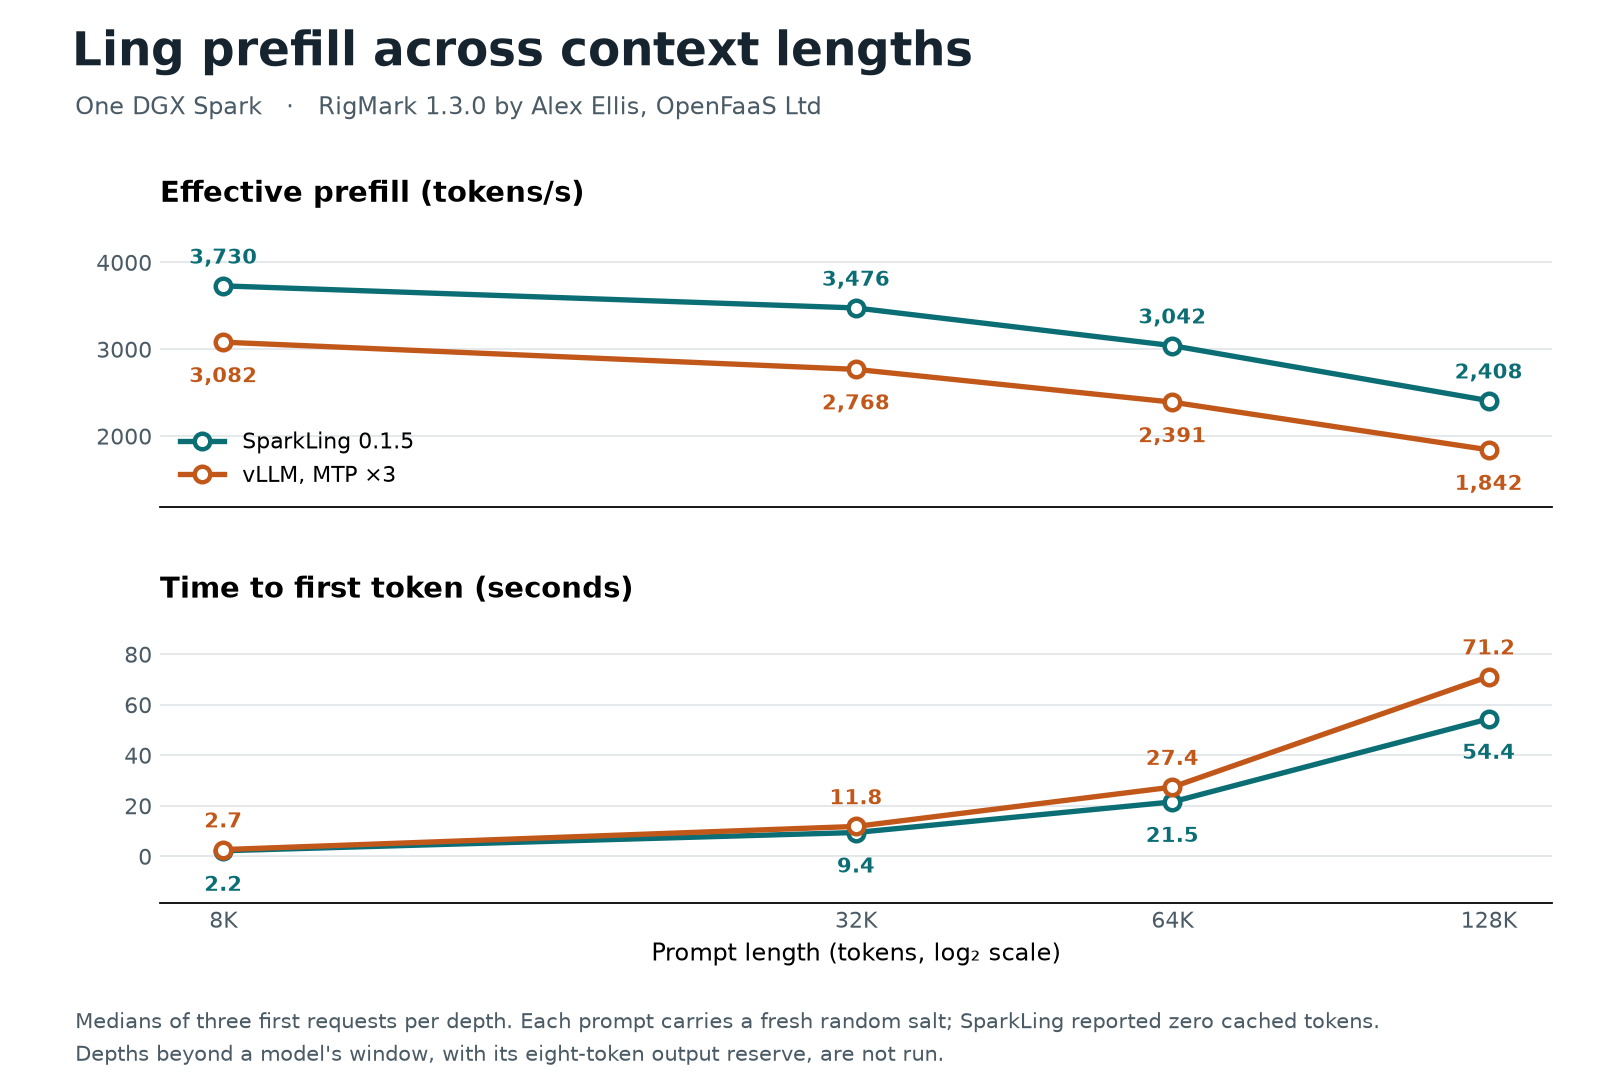 Ling prefill across context lengths
One DGX Spark · RigMark 1.3.0 by Alex Ellis, OpenFaaS Ltd
Effective prefill (tokens/s)
4000
3000
2000
3,730
3,476
3,042
2,408
3,082
2,768
2,391
1,842
SparkLing 0.1.5
vLLM, MTP ×3
Time to first token (seconds)
80
60
40
20
0
2.7
11.8
27.4
71.2
2.2
9.4
21.5
54.4
8K
32K
64K
128K
Prompt length (tokens, log₂ scale)
Medians of three first requests per depth. Each prompt carries a fresh random salt; SparkLing reported zero cached tokens.
Depths beyond a model's window, with its eight-token output reserve, are not run.